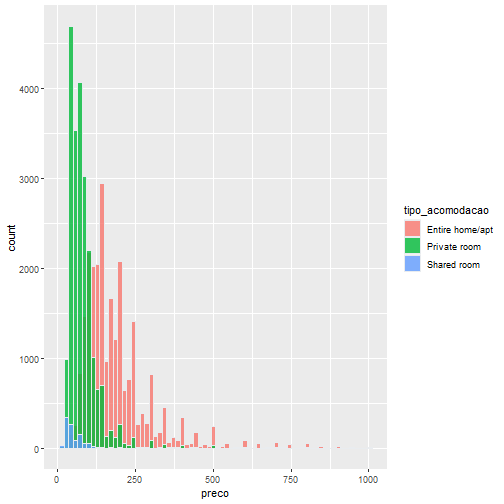 4000
3000
2000
1000
0
count
0
250
500
750
1000
preco
tipo_acomodacao
Entire home/apt
Private room
Shared room